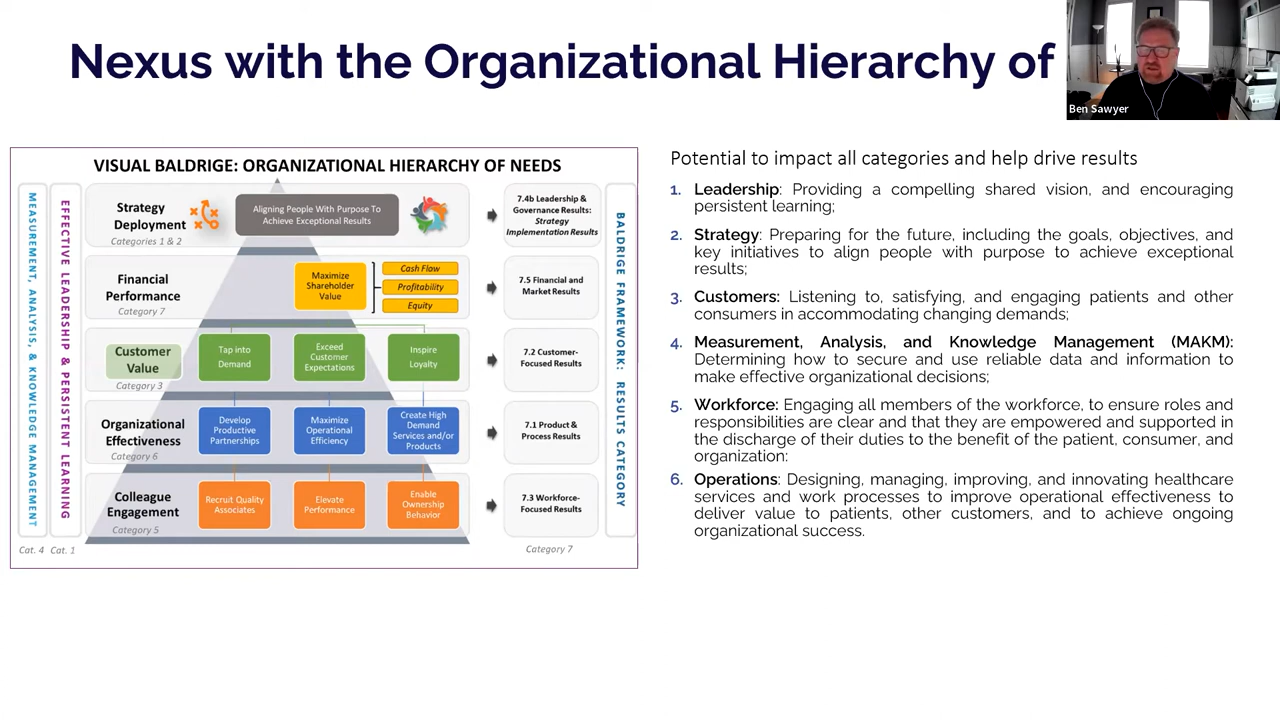 Nexus with the Organizational Hierarchy of
Ben Sawyer
VISUAL BALDRIGE: ORGANIZATIONAL HIERARCHY OF NEEDS
MEASUREMENT, ANALYSIS, & KNOWLEDGE MANAGEMENT
EFFECTIVE LEADERSHIP & PERSISTENT LEARNING
Strategy
Deployment
Categories 1 & 2
Aligning People With Purpose To
Achieve Exceptional Results
7.4b Leadership &
Governance Results:
Strategy
Implementation Results
Financial
Performance
Category 7
Maximize
Shareholder
Value
Cash Flow
Profitability
Equity
7.5 Financial and
Market Results
Customer
Value
Category 3
Tap into
Demand
Exceed
Customer
Expectations
Inspire
Loyalty
7.2 Customer-
Focused Results
Organizational
Effectiveness
Category 6
Develop
Productive
Partnerships
Maximize
Operational
Efficiency
Create High
Demand
Services and/or
Products
7.1 Product &
Process Results
Colleague
Engagement
Category 5
Recruit Quality
Associates
Elevate
Performance
Enable
Ownership
Behavior
7.3 Workforce-
Focused Results
BALDRIGE FRAMEWORK: RESULTS CATEGORY
Cat. 4 Cat. 1
Category 7
Potential to impact all categories and help drive results
1. Leadership: Providing a compelling shared vision, and encouraging
persistent learning;
2. Strategy: Preparing for the future, including the goals, objectives, and
key initiatives to align people with purpose to achieve exceptional
results;
3. Customers: Listening to, satisfying, and engaging patients and other
consumers in accommodating changing demands;
4. Measurement, Analysis, and Knowledge Management (MAKM):
Determining how to secure and use reliable data and information to
make effective organizational decisions;
5. Workforce: Engaging all members of the workforce, to ensure roles and
responsibilities are clear and that they are empowered and supported in
the discharge of their duties to the benefit of the patient, consumer, and
organization:
6. Operations: Designing, managing, improving, and innovating healthcare
services and work processes to improve operational effectiveness to
deliver value to patients, other customers, and to achieve ongoing
organizational success.